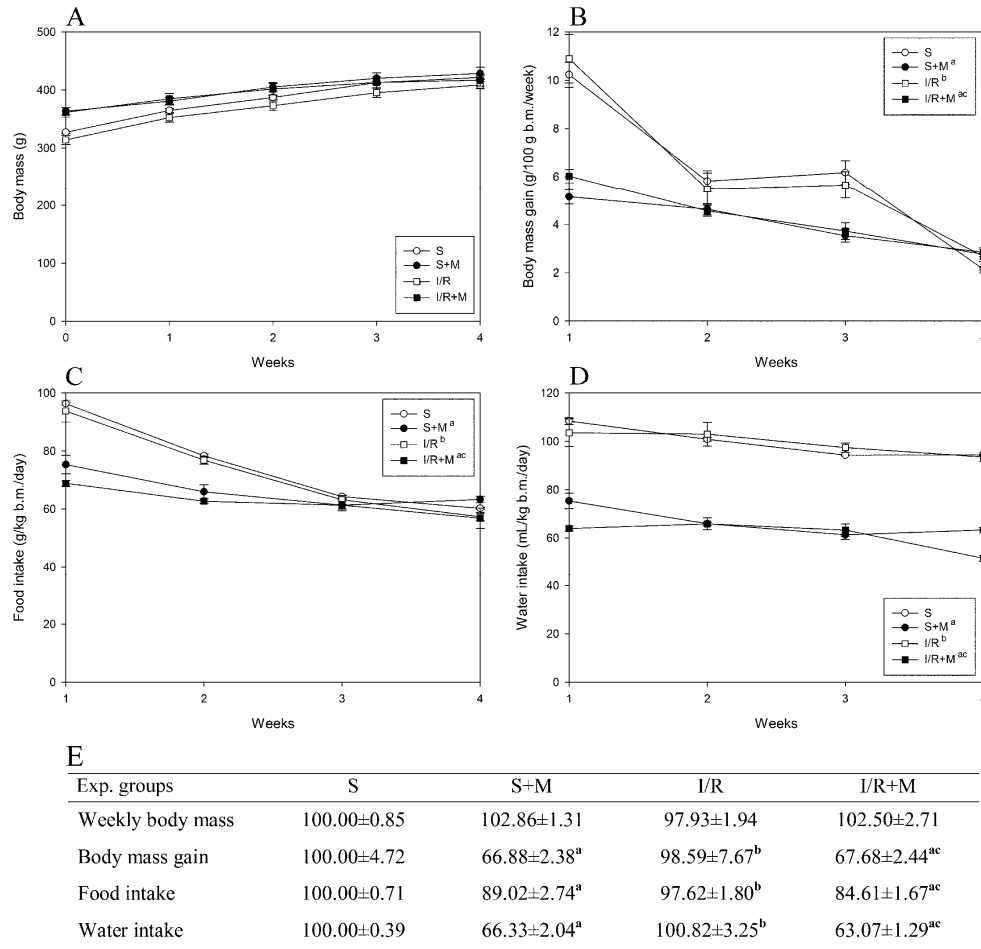 A
500
400
300
200
100
0
Body mass (g)
0 1 2 3 4
Weeks
S
S+M
I/R
I/R+M
B
12
10
8
6
4
2
0
Body mass gain (g/100 g b.m./week)
1 2 3 4
S
S+M a
I/R b
I/R+M ac
C
100
80
60
40
20
0
Food intake (g/kg b.m./day)
1 2 3 4
Weeks
S
S+M a
I/R b
I/R+M ac
D
120
100
80
60
40
20
0
Water intake (mL/kg b.m./day)
1 2 3
Weeks
S
S+M a
I/R b
I/R+M ac
Weeks
E
Exp. groups S S+M I/R I/R+M
Weekly body mass 100.00±0.85 102.86±1.31 97.93±1.94 102.50±2.71
Body mass gain 100.00±4.72 66.88±2.38a 98.59±7.67b 67.68±2.44ac
Food intake 100.00±0.71 89.02±2.74a 97.62±1.80b 84.61±1.67ac
Water intake 100.00±0.39 66.33±2.04a 100.82±3.25b 63.07±1.29ac